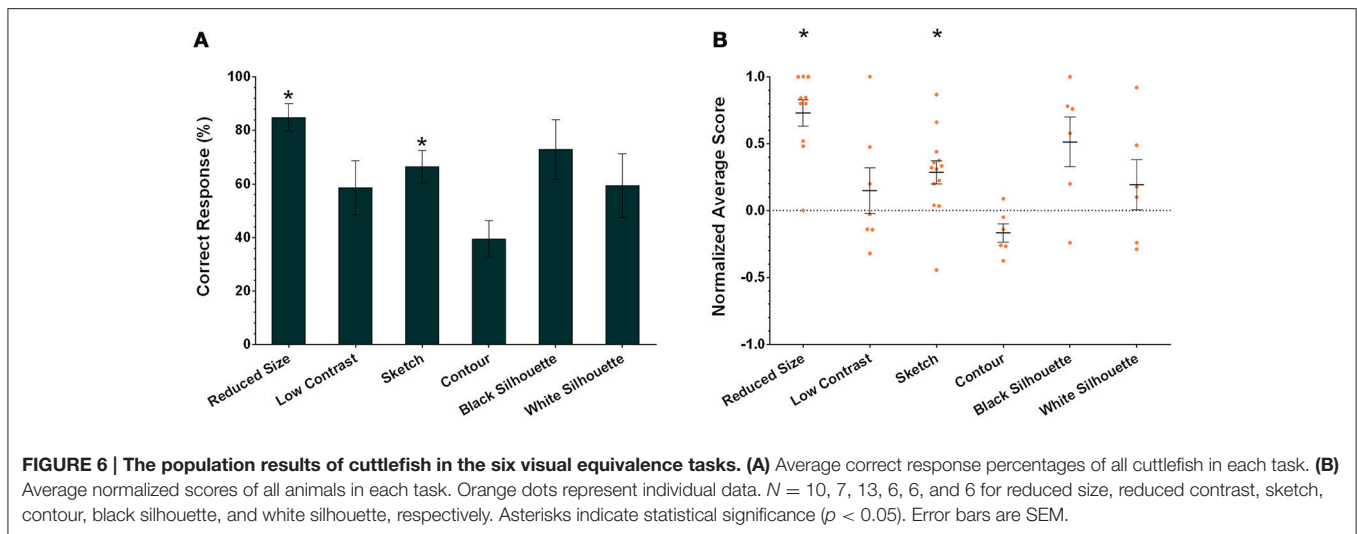 A
B
*
*
Correct Response (%)
100
80
60
40
20
0
*
*
Reduced Size
Low Contrast
Sketch
Contour
Black Silhouette
White Silhouette
Normalized Average Score
1.0
0.5
0.0
0.5
1.0
Reduced Size
Low Contrast
Sketch
Contour
Black Silhouette
White Silhouette
FIGURE 6 | The population results of cuttlefish in the six visual equivalence tasks. (A) Average correct response percentages of all cuttlefish in each task. (B)
Average normalized scores of all animals in each task. Orange dots represent individual data. N = 10, 7, 13, 6, 6, and 6 for reduced size, reduced contrast, sketch,
contour, black silhouette, and white silhouette, respectively. Asterisks indicate statistical significance (p < 0.05). Error bars are SEM.